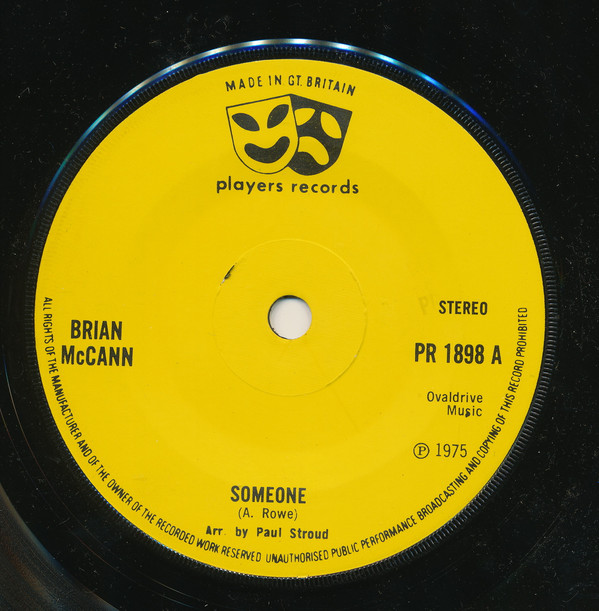 MADE IN GT. BRITAIN
players records
STEREO
BRIAN
McCANN
PR 1898 A
Ovaldrive
Music
Ⓟ 1975
SOMEONE
(A. Rowe)
Arr. by Paul Stroud
ALL RIGHTS OF THE MANUFACTURER AND OF THE OWNER OF THE RECORDED WORK RESERVED UNAUTHORISED PUBLIC PERFORMANCE BROADCASTING AND COPYING OF THIS RECORD PROHIBITED